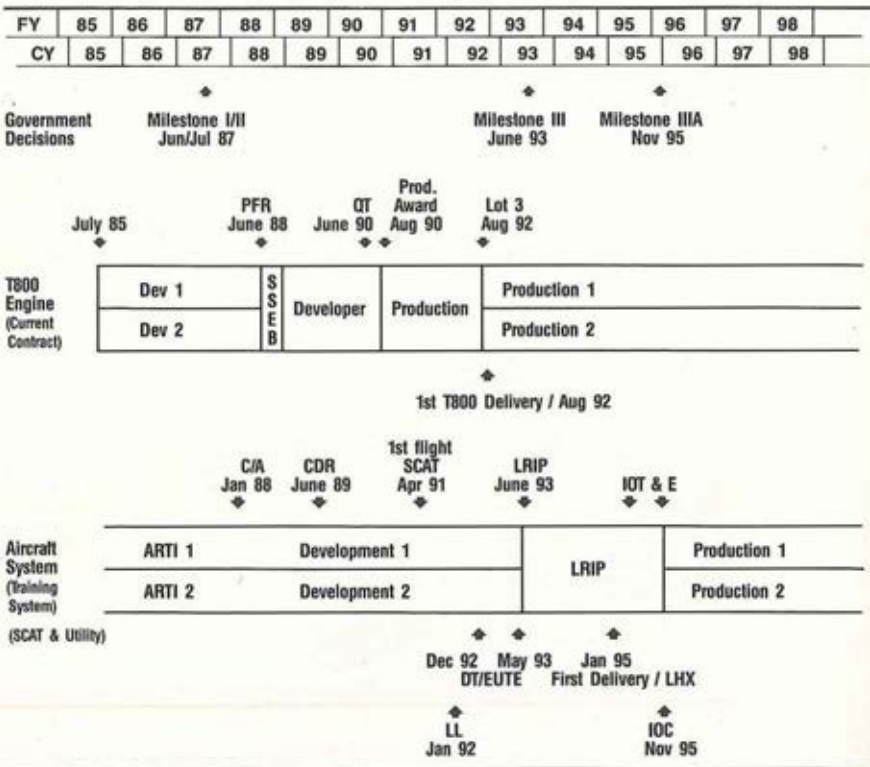 FY 85 86 87 88 89 90 91 92 93 94 95 96 97 98
CY 85 86 87 88 89 90 91 92 93 94 95 96 97 98
Government
Decisions
Milestone I/II
Jun/Jul 87
Milestone III
June 93
Milestone IIIA
Nov 95
July 85
PFR
June 88
QT
June 90
Prod.
Award
Aug 90
Lot 3
Aug 92
T800
Engine
(Current
Contract)
Dev 1
Dev 2
SSEB
Developer
Production
Production 1
Production 2
1st T800 Delivery / Aug 92
C/A
Jan 88
CDR
June 89
1st flight
SCAT
Apr 91
LRIP
June 93
IOT & E
Aircraft
System
(Training
System)
(SCAT & Utility)
ARTI 1
Development 1
ARTI 2
Development 2
LRIP
Production 1
Production 2
Dec 92 May 93
DT/EUTE
Jan 95
First Delivery / LHX
LL
Jan 92
IOC
Nov 95